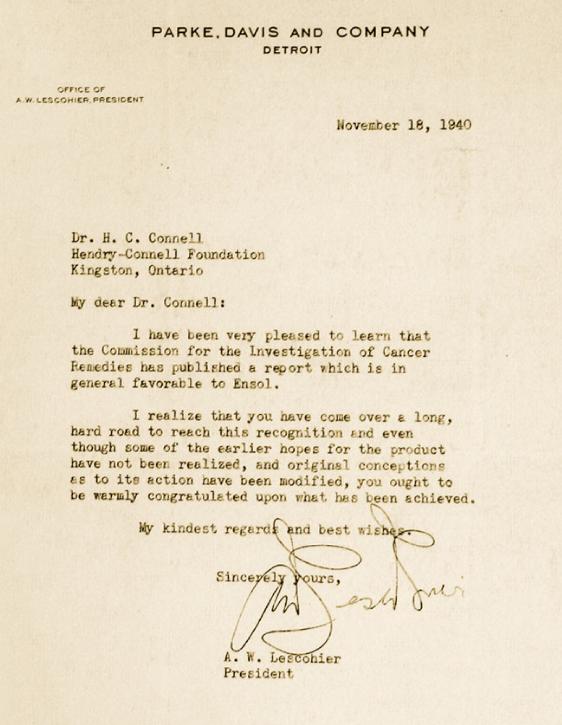 PARKE, DAVIS AND COMPANY
DETROIT
OFFICE OF
A.W. LESCOHIER, PRESIDENT
November 18, 1940
Dr. H. C. Connell
Hendry-Connell Foundation
Kingston, Ontario
My dear Dr. Connell:
I have been very pleased to learn that
the Commission for the Investigation of Cancer
Remedies has published a report which is in
general favorable to Ensol.
I realize that you have come over a long,
hard road to reach this recognition and even
though some of the earlier hopes for the product
have not been realized, and original conceptions
as to its action have been modified, you ought to
be warmly congratulated upon what has been achieved.
My kindest regards and best wishes.
Sincerely yours,
A. W. Lescohier
President